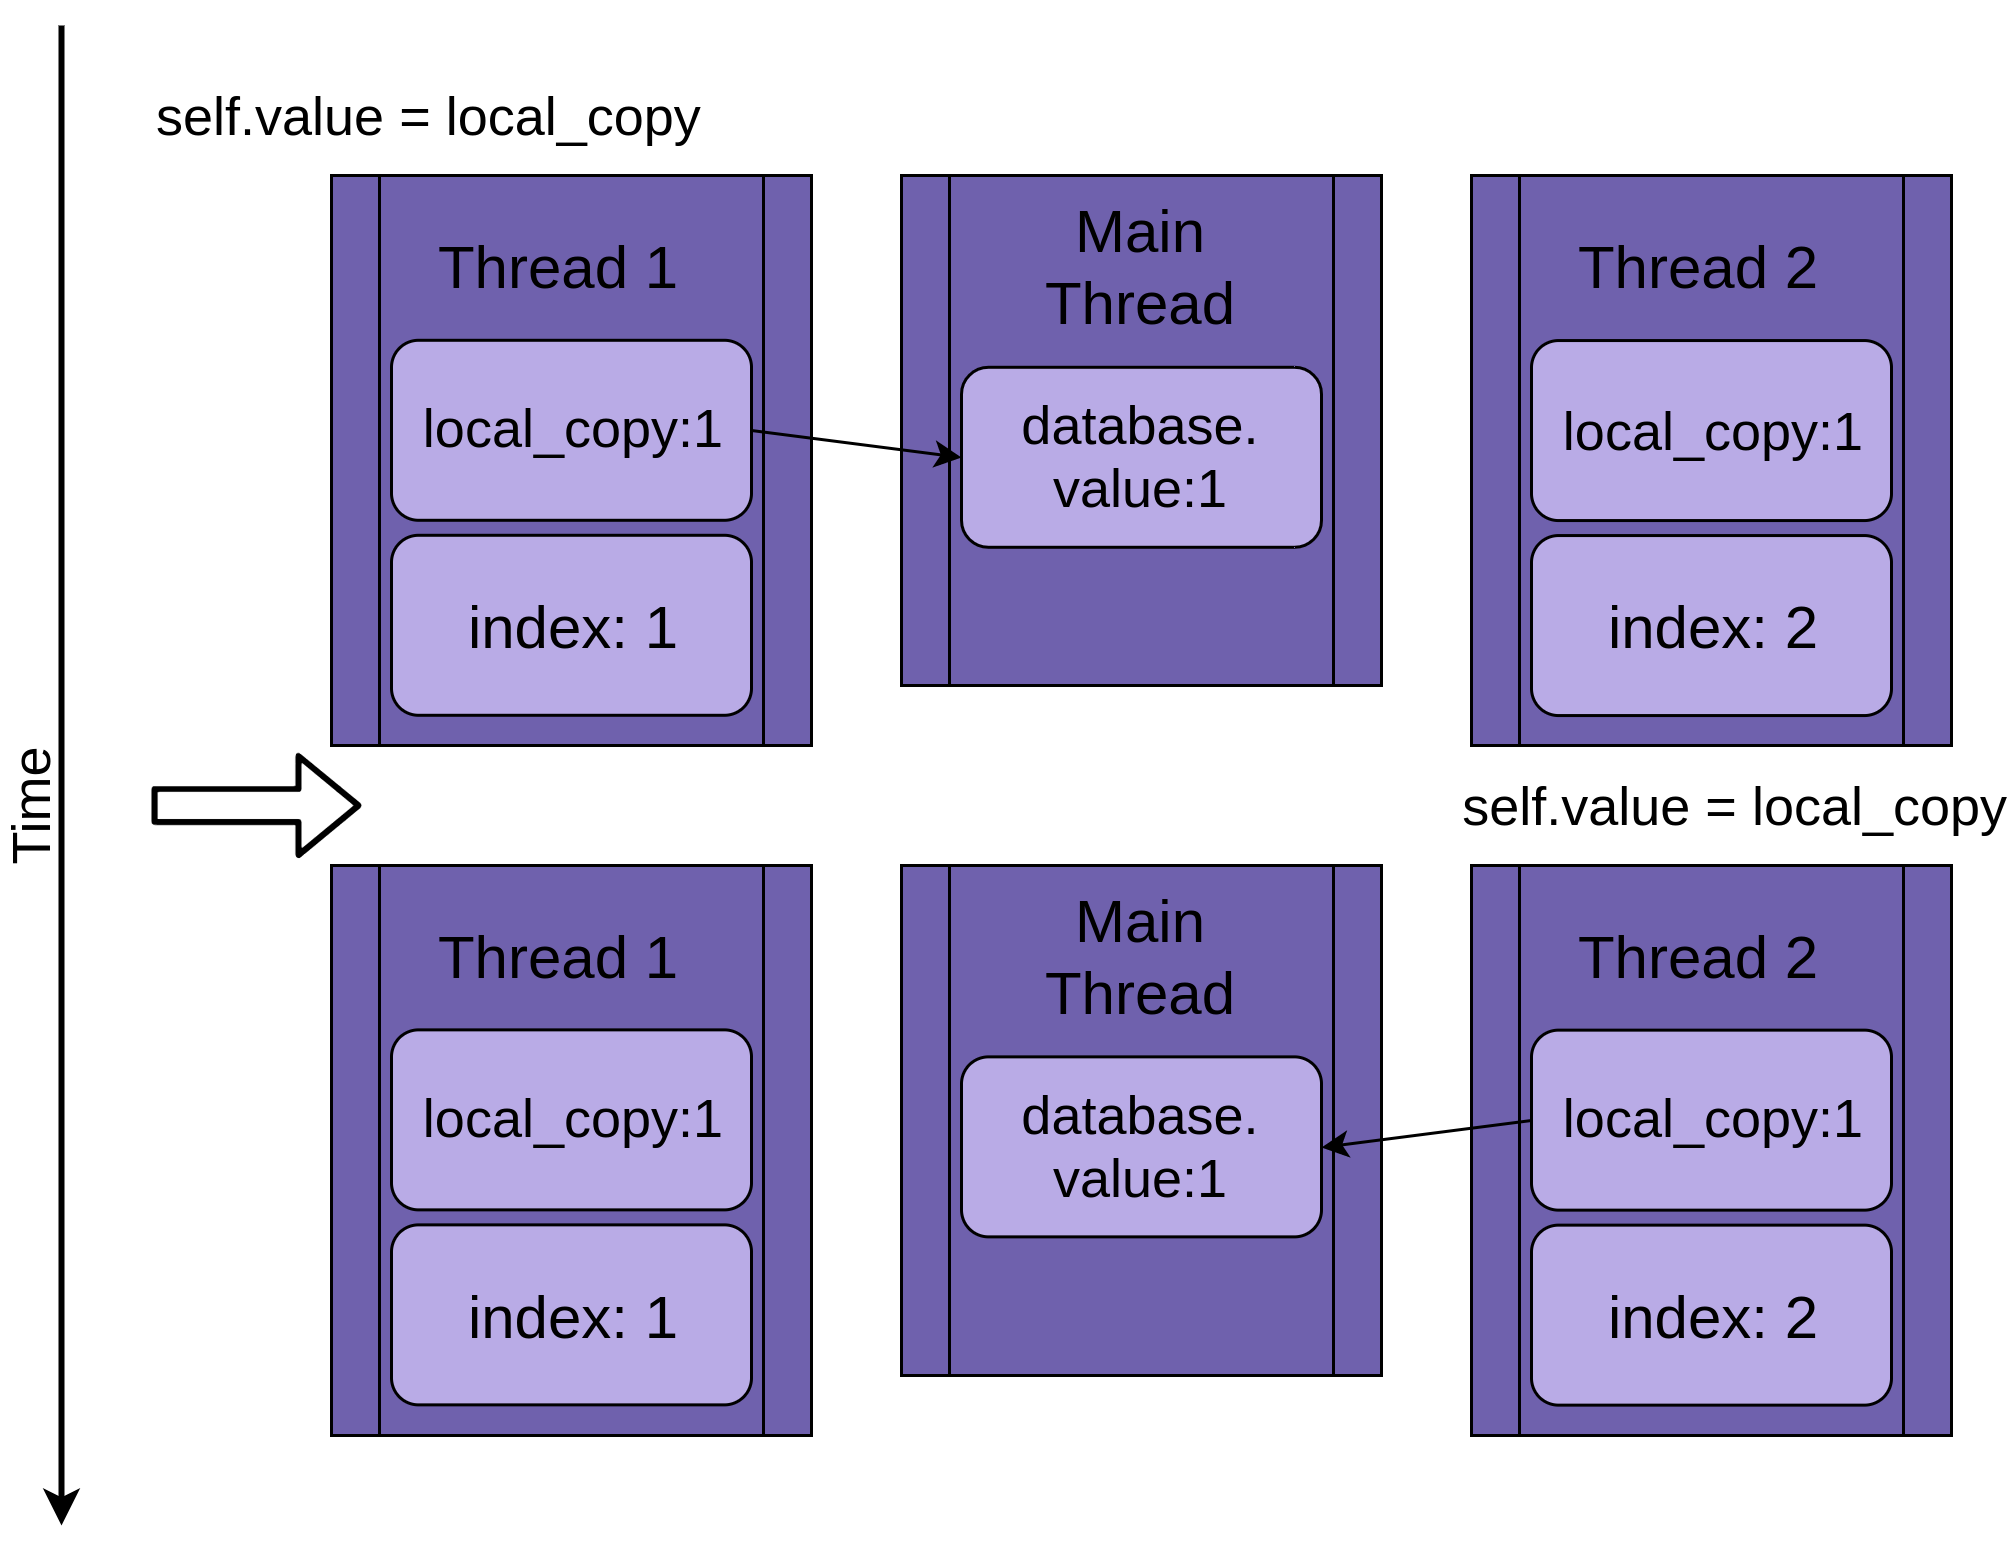 self.value = local_copy
Thread 1
local_copy:1
index: 1
Main
Thread
database.
value:1
Thread 2
local_copy:1
index: 2
Time
self.value = local_copy
Thread 1
local_copy:1
index: 1
Main
Thread
database.
value:1
Thread 2
local_copy:1
index: 2